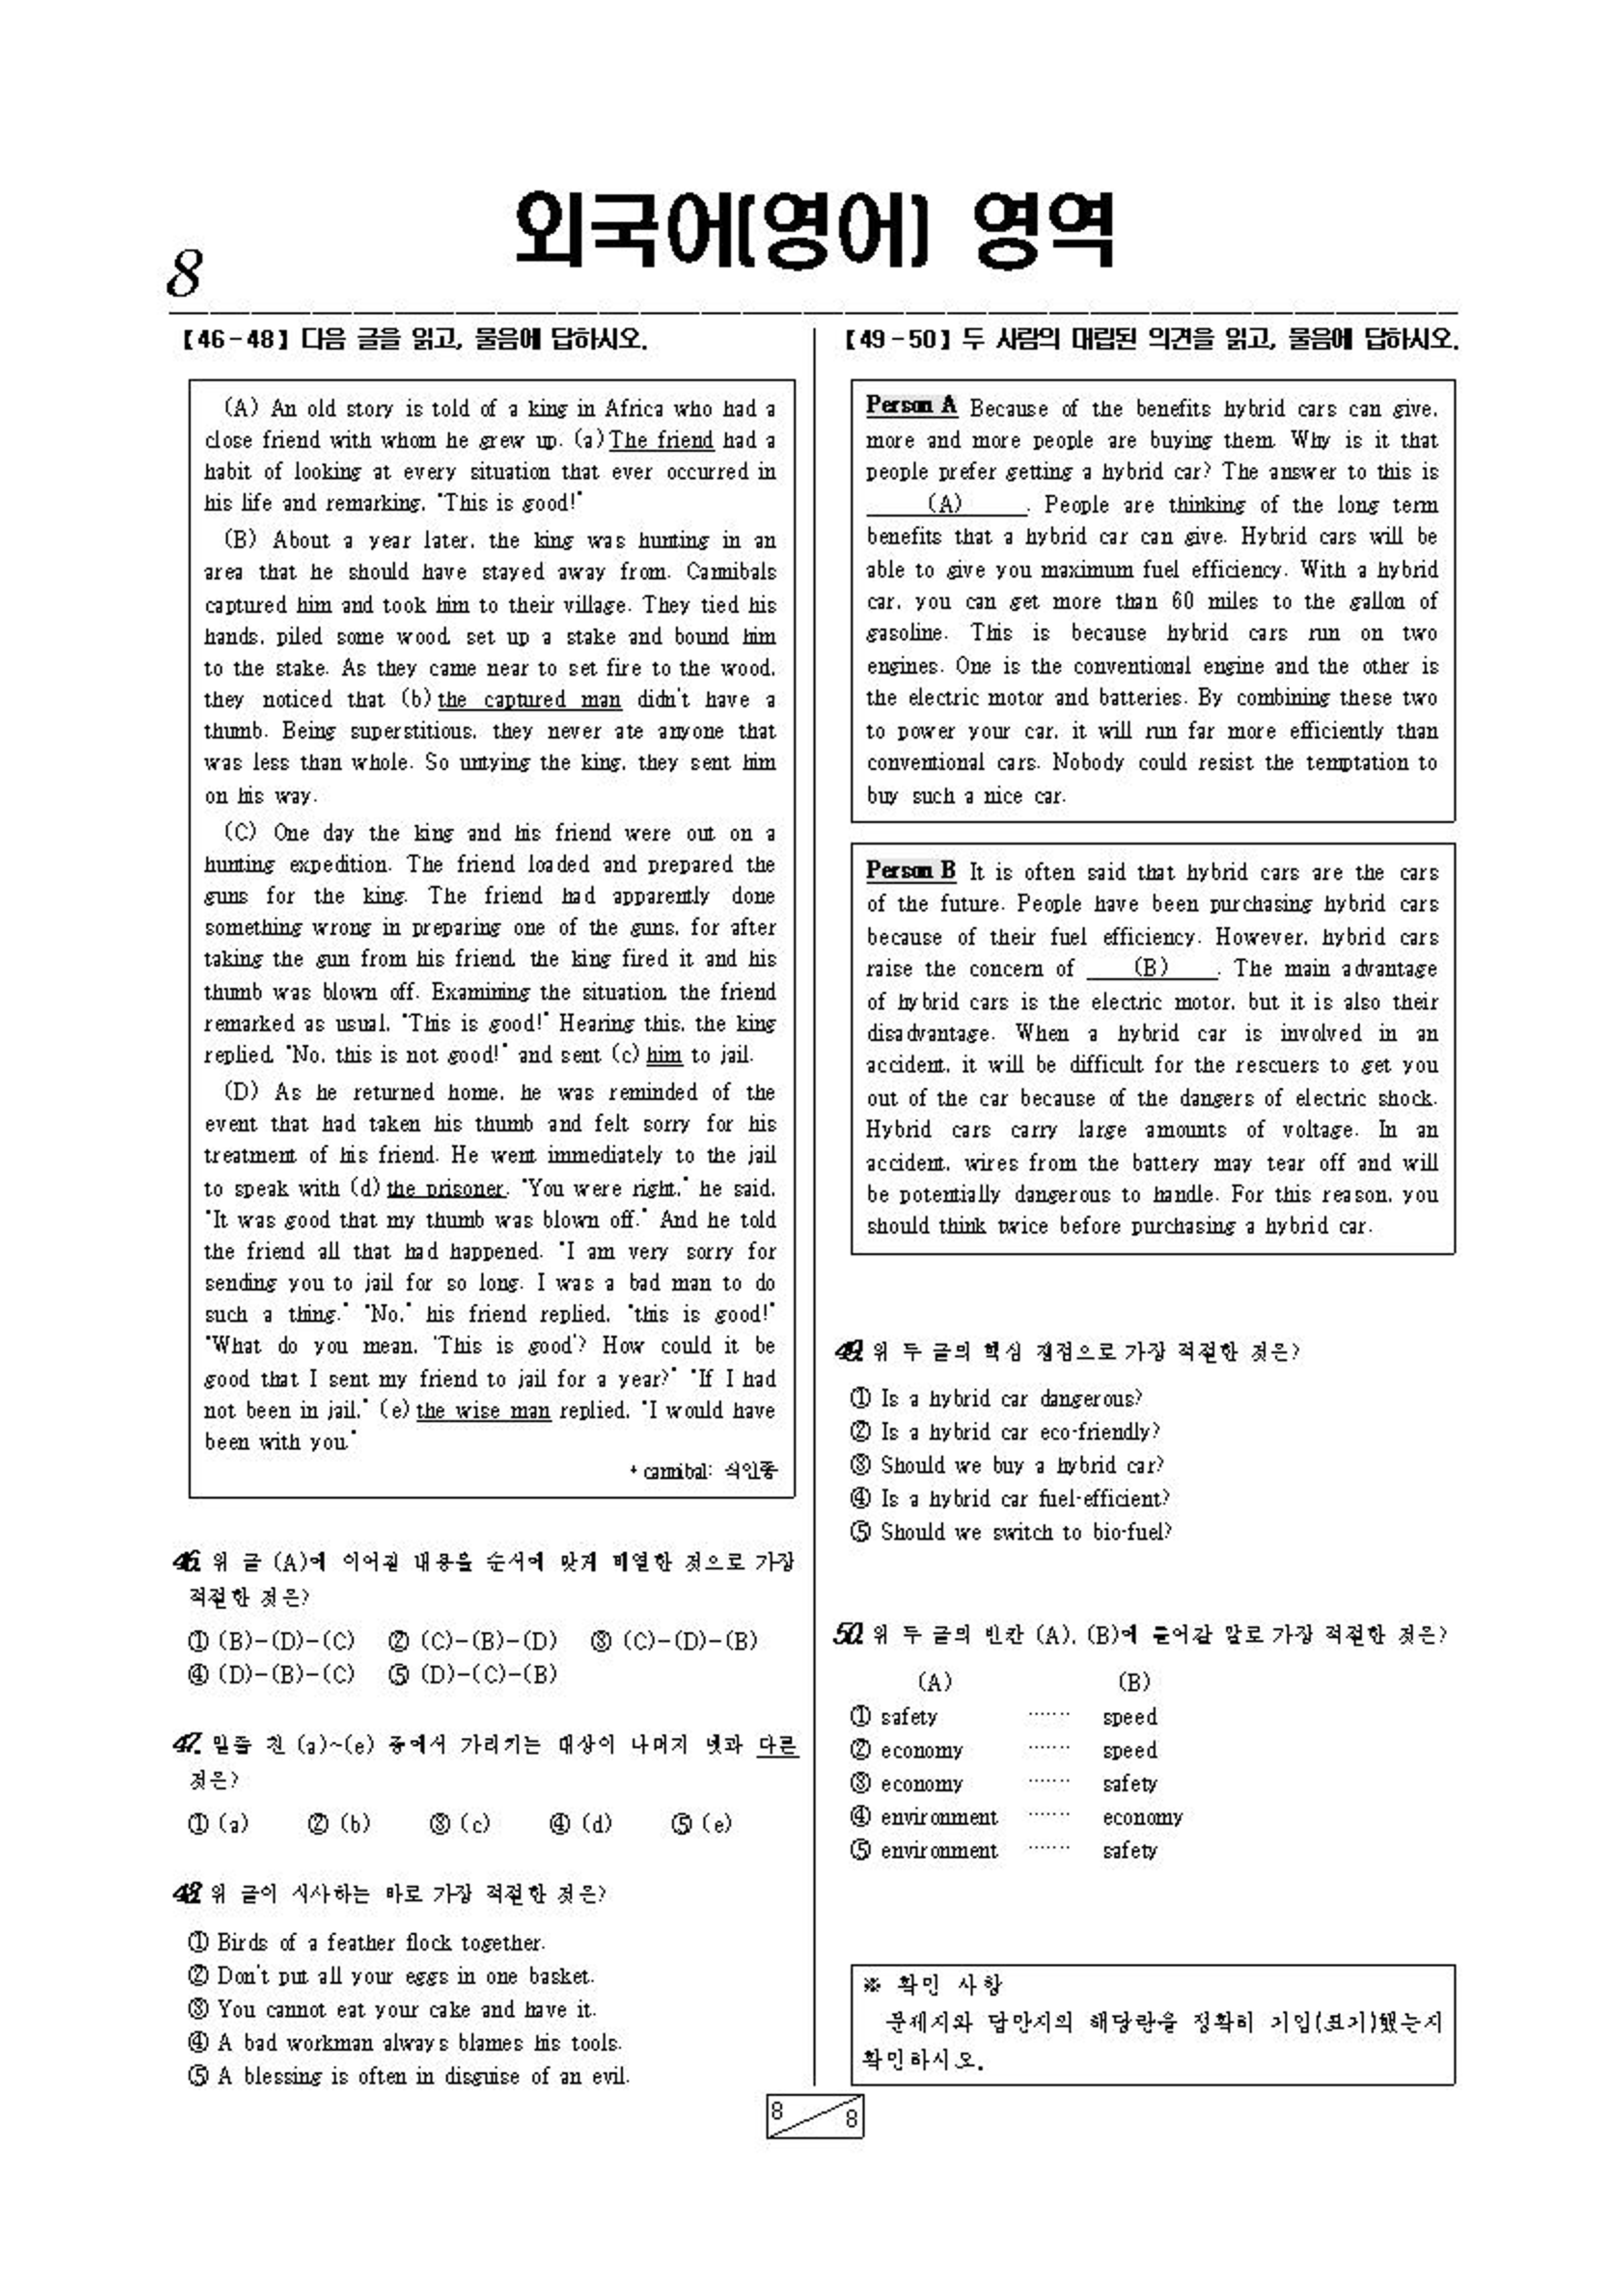 외국어(영어) 영역
8
【46-48】 다음 글을 읽고, 물음에 답하시오.
(A) An old story is told of a king in Africa who had a
close friend with whom he grew up. (a) The friend had a
habit of looking at every situation that ever occurred in
his life and remarking, "This is good!"
(B) About a year later, the king was hunting in an
area that he should have stayed away from. Cannibals
captured him and took him to their village. They tied his
hands, piled some wood, set up a stake and bound him
to the stake. As they came near to set fire to the wood,
they noticed that (b) the captured man didn't have a
thumb. Being superstitious, they never ate anyone that
was less than whole. So untying the king, they sent him
on his way.
(C) One day the king and his friend were out on a
hunting expedition. The friend loaded and prepared the
guns for the king. The friend had apparently done
something wrong in preparing one of the guns, for after
taking the gun from his friend, the king fired it and his
thumb was blown off. Examining the situation, the friend
remarked as usual, "This is good!" Hearing this, the king
replied, "No, this is not good!" and sent (c) him to jail.
(D) As he returned home, he was reminded of the
event that had taken his thumb and felt sorry for his
treatment of his friend. He went immediately to the jail
to speak with (d) the prisoner. "You were right," he said,
"It was good that my thumb was blown off." And he told
the friend all that had happened. "I am very sorry for
sending you to jail for so long. I was a bad man to do
such a thing." "No," his friend replied, "this is good!"
"What do you mean, 'This is good'? How could it be
good that I sent my friend to jail for a year?" "If I had
not been in jail," (e) the wise man replied, "I would have
been with you."
* cannibal: 식인종
46. 위 글 (A)에 이어질 내용을 순서에 맞게 배열한 것으로 가장
적절한 것은?
① (B)-(D)-(C) ② (C)-(B)-(D) ③ (C)-(D)-(B)
④ (D)-(B)-(C) ⑤ (D)-(C)-(B)
47. 밑줄 친 (a)~(e) 중에서 가리키는 대상이 나머지 넷과 다른
것은?
① (a) ② (b) ③ (c) ④ (d) ⑤ (e)
48. 위 글이 시사하는 바로 가장 적절한 것은?
① Birds of a feather flock together.
② Don't put all your eggs in one basket.
③ You cannot eat your cake and have it.
④ A bad workman always blames his tools.
⑤ A blessing is often in disguise of an evil.
【49-50】 두 사람의 대립된 의견을 읽고, 물음에 답하시오.
Person A Because of the benefits hybrid cars can give,
more and more people are buying them. Why is it that
people prefer getting a hybrid car? The answer to this is
(A) . People are thinking of the long term
benefits that a hybrid car can give. Hybrid cars will be
able to give you maximum fuel efficiency. With a hybrid
car, you can get more than 60 miles to the gallon of
gasoline. This is because hybrid cars run on two
engines. One is the conventional engine and the other is
the electric motor and batteries. By combining these two
to power your car, it will run far more efficiently than
conventional cars. Nobody could resist the temptation to
buy such a nice car.
Person B It is often said that hybrid cars are the cars
of the future. People have been purchasing hybrid cars
because of their fuel efficiency. However, hybrid cars
raise the concern of (B) . The main advantage
of hybrid cars is the electric motor, but it is also their
disadvantage. When a hybrid car is involved in an
accident, it will be difficult for the rescuers to get you
out of the car because of the dangers of electric shock.
Hybrid cars carry large amounts of voltage. In an
accident, wires from the battery may tear off and will
be potentially dangerous to handle. For this reason, you
should think twice before purchasing a hybrid car.
49. 위 두 글의 핵심 쟁점으로 가장 적절한 것은?
① Is a hybrid car dangerous?
② Is a hybrid car eco-friendly?
③ Should we buy a hybrid car?
④ Is a hybrid car fuel-efficient?
⑤ Should we switch to bio-fuel?
50. 위 두 글의 빈칸 (A), (B)에 들어갈 말로 가장 적절한 것은?
(A) (B)
① safety ······· speed
② economy ······· speed
③ economy ······· safety
④ environment ······· economy
⑤ environment ······· safety
※ 확인 사항
문제지와 답안지의 해당란을 정확히 기입(표기)했는지
확인하시오.
8 8